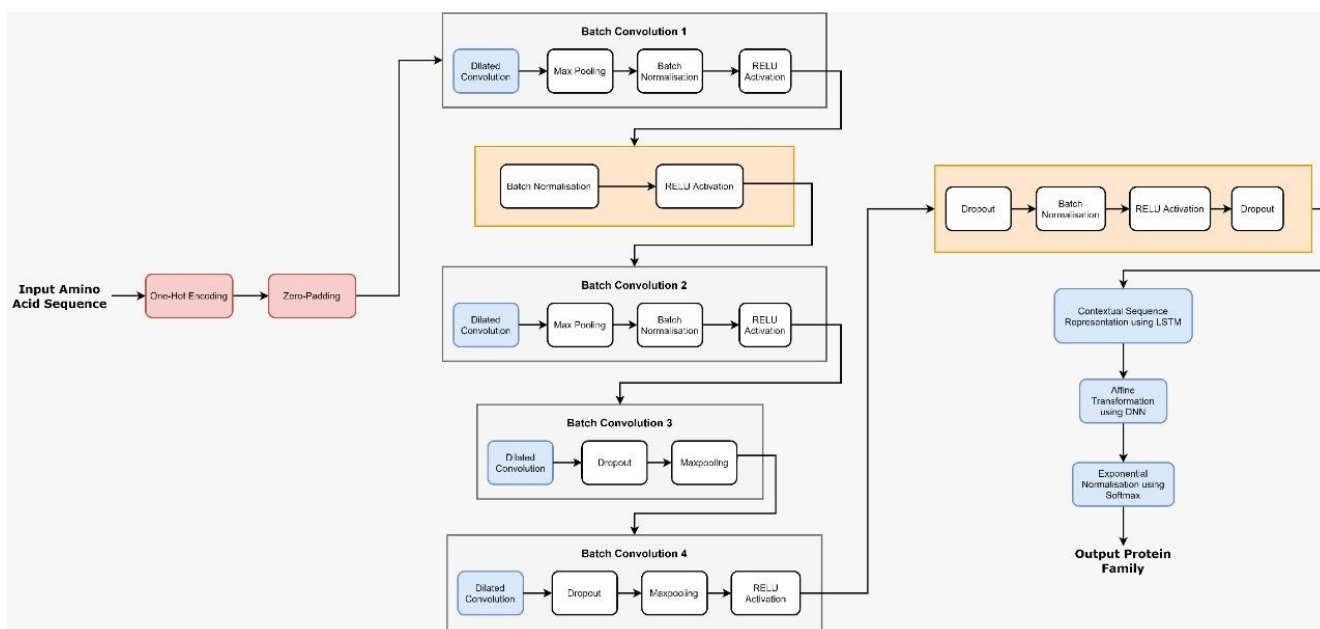 Batch Convolution 1
Dilated
Convolution
Max Pooling
Batch
Normalisation
RELU
Activation
Batch Normalisation
RELU Activation
Input Amino
Acid Sequence
One-Hot Encoding
Zero-Padding
Batch Convolution 2
Dilated
Convolution
Max Pooling
Batch
Normalisation
RELU
Activation
Batch Convolution 3
Dilated
Convolution
Dropout
Maxpooling
Batch Convolution 4
Dilated
Convolution
Dropout
Maxpooling
RELU
Activation
Dropout
Batch
Normalisation
RELU Activation
Dropout
Contextual Sequence
Representation using LSTM
Affine
Transformation
using DNN
Exponential
Normalisation using
Softmax
Output Protein
Family